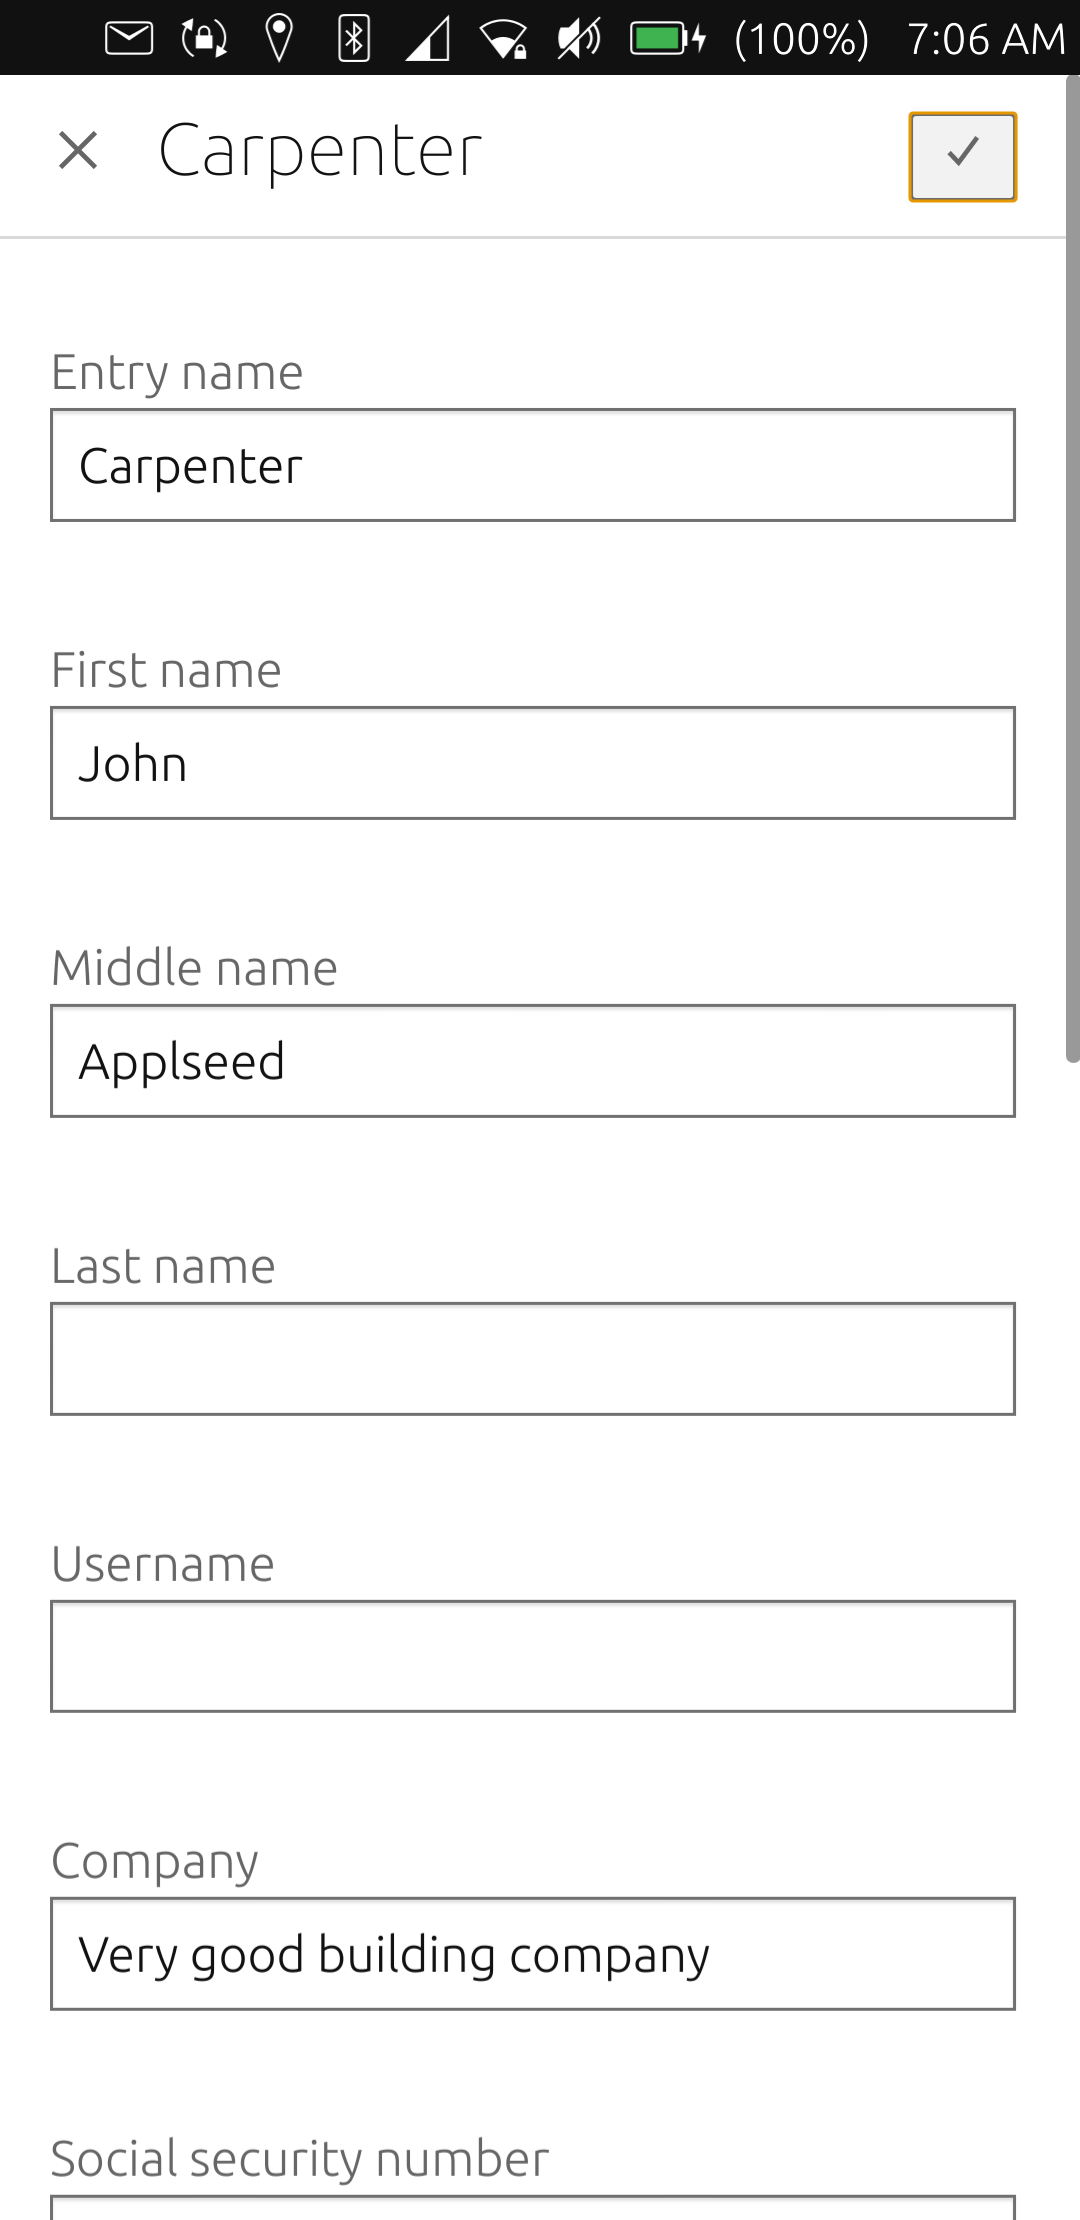 (100%) 7:06 AM
Carpenter
Entry name
Carpenter
First name
John
Middle name
Applseed
Last name
Username
Company
Very good building company
Social security number